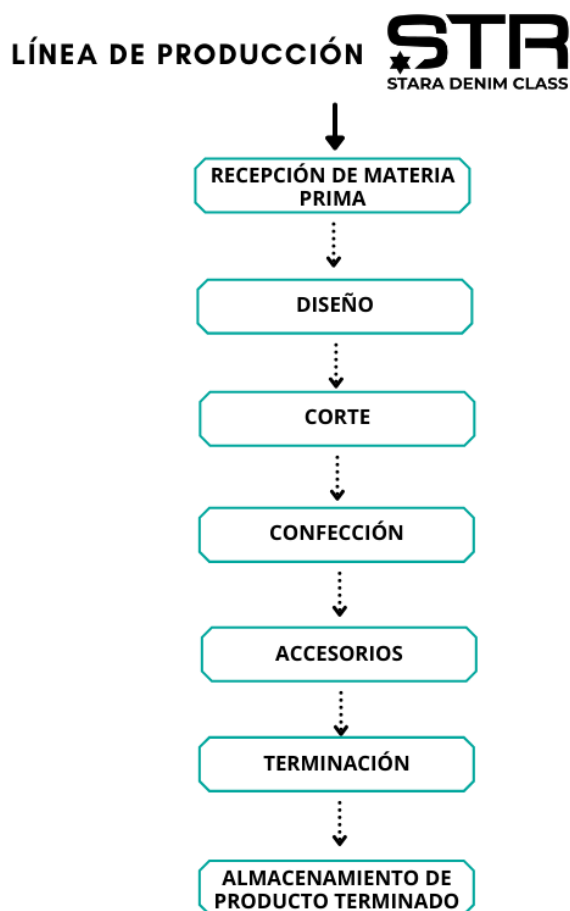 LÍNEA DE PRODUCCIÓN
STR
STARA DENIM CLASS
RECEPCIÓN DE MATERIA
PRIMA
DISEÑO
CORTE
CONFECCIÓN
ACCESORIOS
TERMINACIÓN
ALMACENAMIENTO DE
PRODUCTO TERMINADO